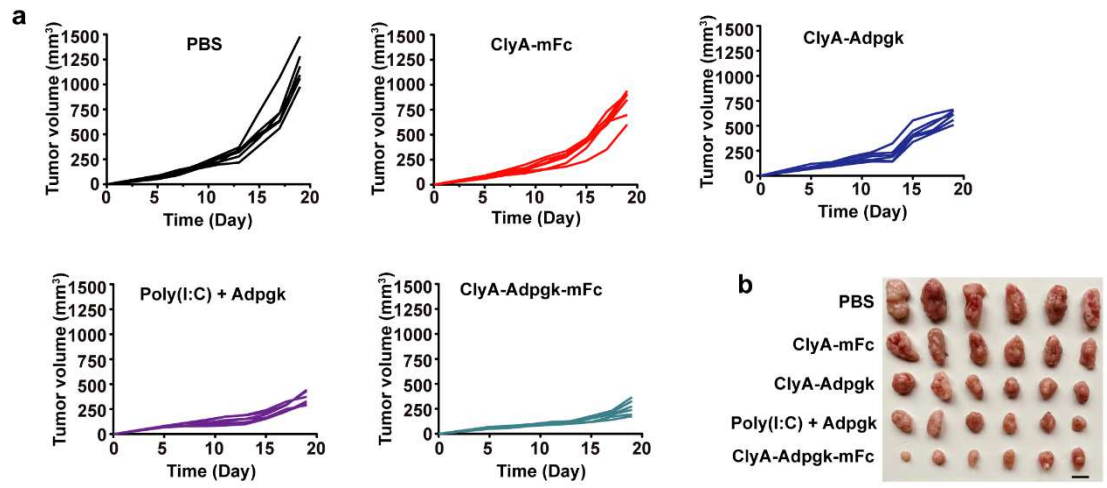 a
PBS
Tumor volume (mm³)
1500
1250
1000
750
500
250
0
0 5 10 15 20
Time (Day)
ClyA-mFc
Tumor volume (mm³)
1500
1250
1000
750
500
250
0
0 5 10 15 20
Time (Day)
ClyA-Adpgk
Tumor volume (mm³)
1500
1250
1000
750
500
250
0
0 5 10 15 20
Time (Day)
Poly(I:C) + Adpgk
Tumor volume (mm³)
1500
1250
1000
750
500
250
0
0 5 10 15 20
Time (Day)
ClyA-Adpgk-mFc
Tumor volume (mm³)
1500
1250
1000
750
500
250
0
0 5 10 15 20
Time (Day)
b
PBS
ClyA-mFc
ClyA-Adpgk
Poly(I:C) + Adpgk
ClyA-Adpgk-mFc